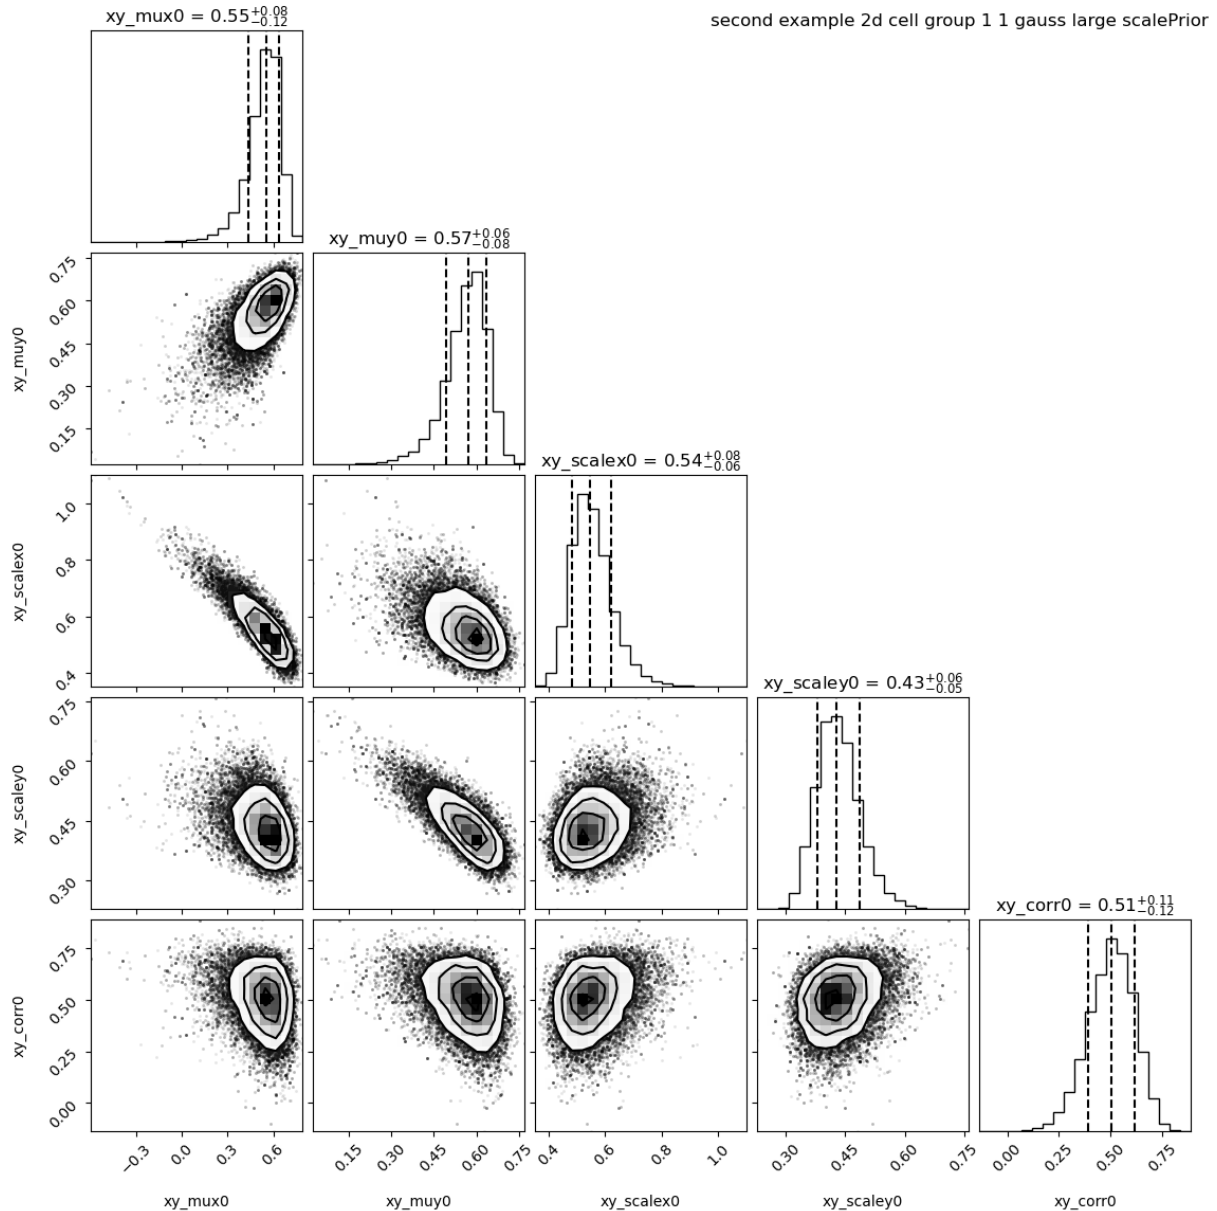 xy_mux0 = 0.55+0.08−0.12
second example 2d cell group 1 1 gauss large scalePrior
xy_muy0 = 0.57+0.06−0.08
0.75
0.60
0.45
0.30
0.15
xy_muy0
xy_scalex0 = 0.54+0.08−0.06
1.0
0.8
0.6
0.4
xy_scalex0
xy_scaley0 = 0.43+0.06−0.05
0.75
0.60
0.45
0.30
xy_scaley0
xy_corr0 = 0.51+0.11−0.12
0.75
0.50
0.25
0.00
xy_corr0
−0.3 0.0 0.3 0.6 0.15 0.30 0.45 0.60 0.75 0.4 0.6 0.8 1.0 0.30 0.45 0.60 0.75 0.00 0.25 0.50 0.75
xy_mux0 xy_muy0 xy_scalex0 xy_scaley0 xy_corr0